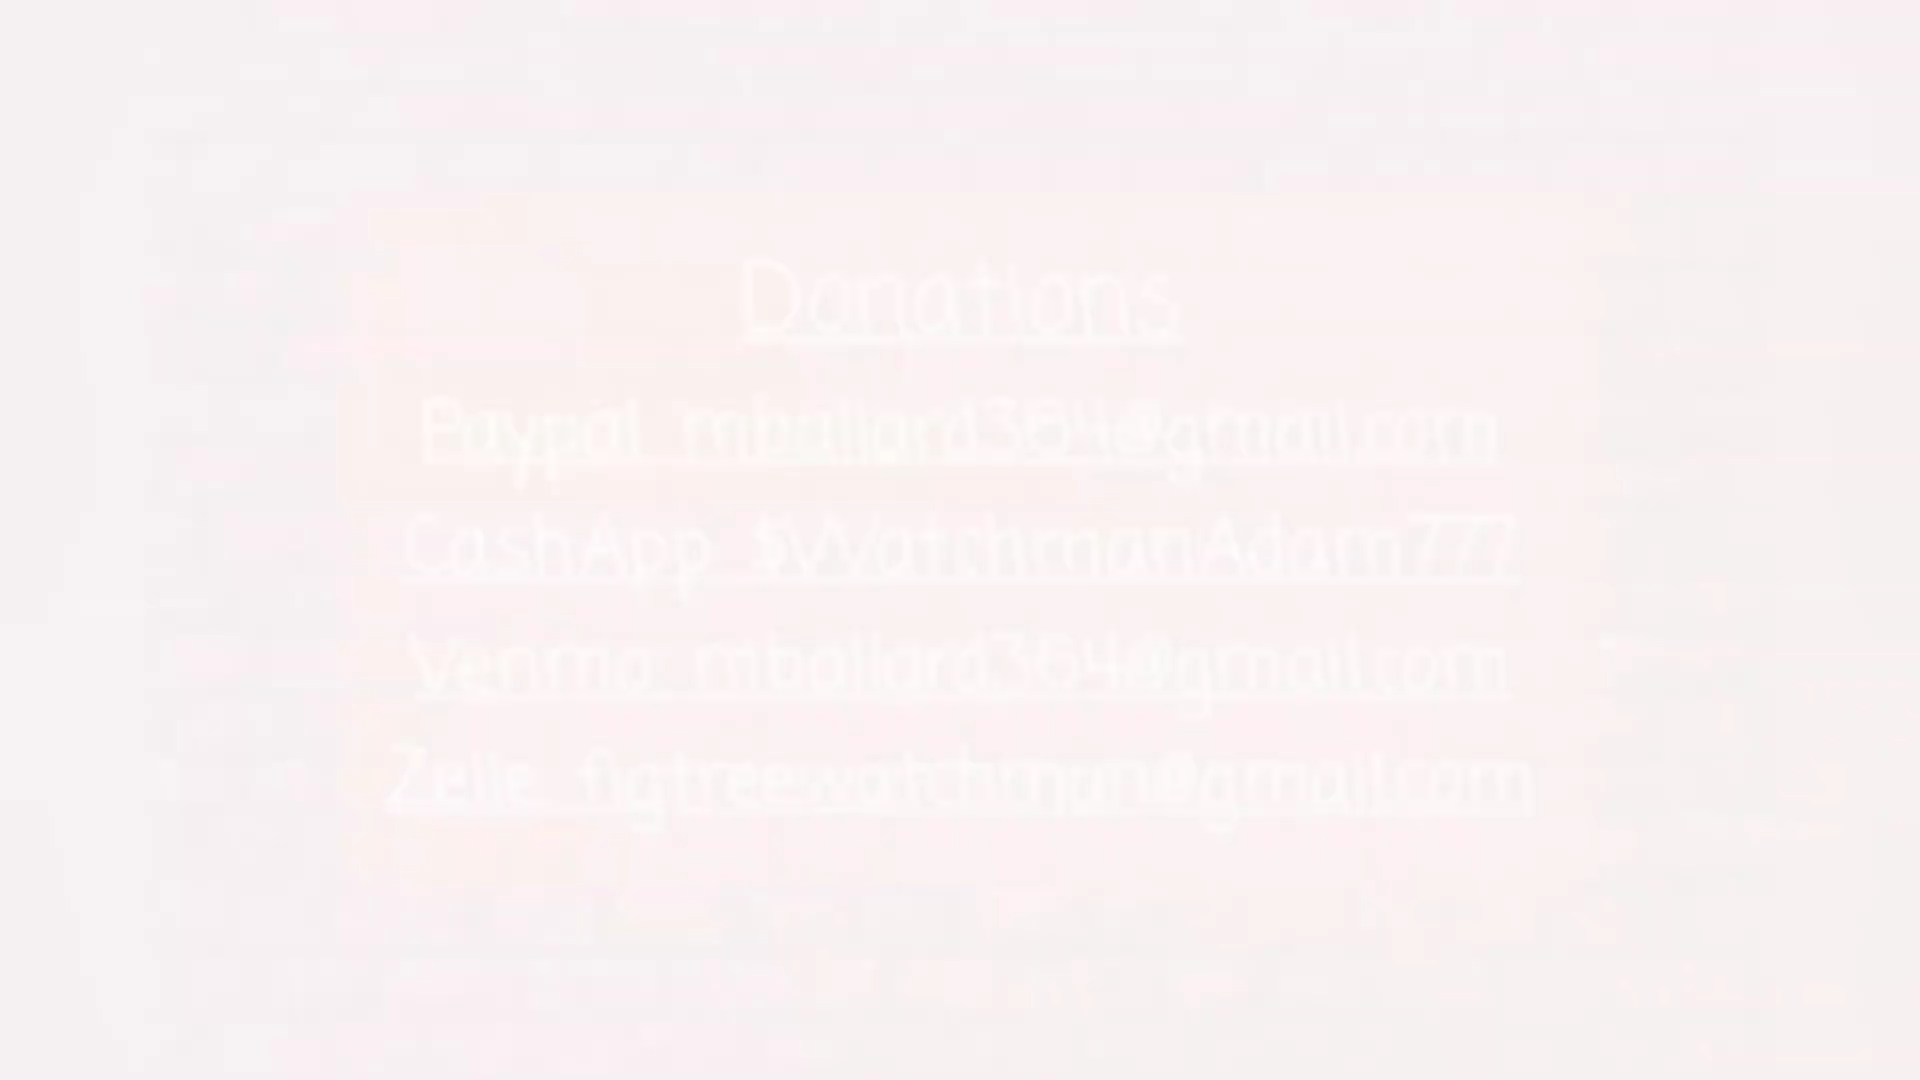 Donations
Paypal mballard364@gmail.com
CashApp $WatchmanAdam777
Venmo mballard364@gmail.com
Zelle figtreewatchman@gmail.com